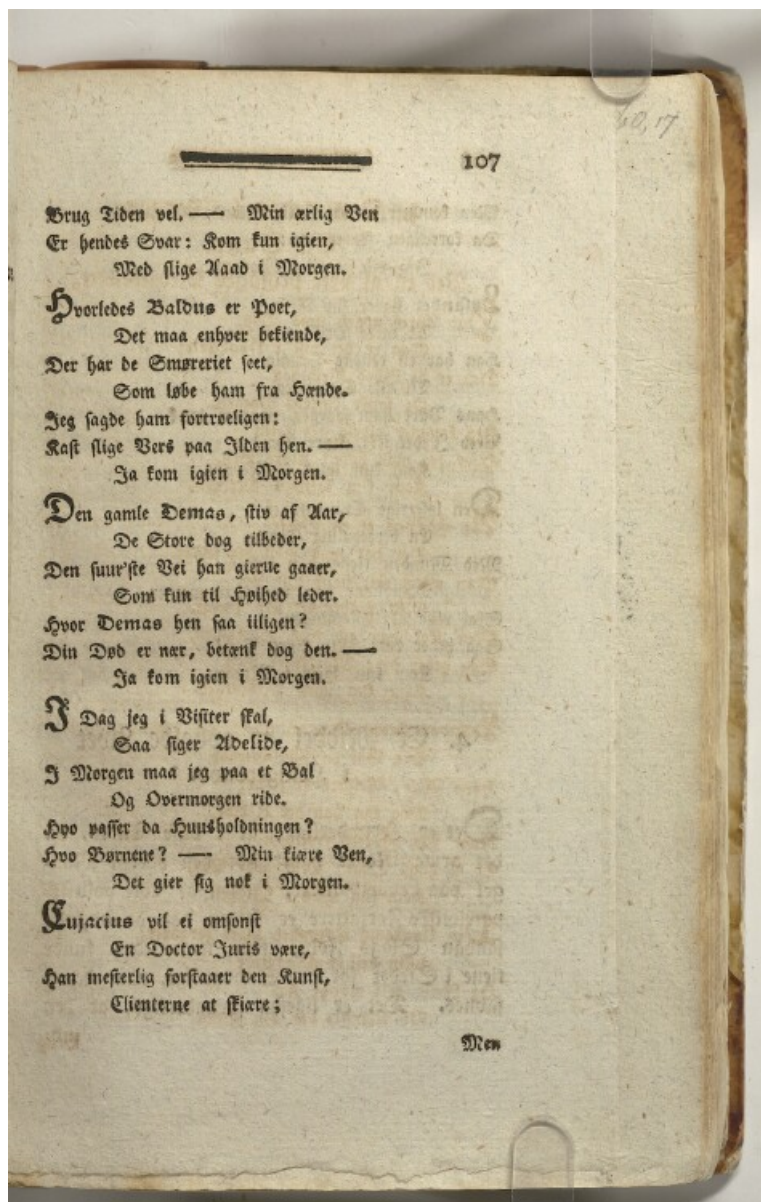 107
Brug Tiden vel. — Min ærlig Ven
Er hendes Svar: Kom kun igien,
Med slige Raad i Morgen.
Hvorledes Baldus er Poet,
Det maa enhver bekiende,
Der har de Smøreriet seet,
Som løbe ham fra Hænde.
Jeg sagde ham fortroeligen:
Kast slige Vers paa Ilden hen. —
Ja kom igien i Morgen.
Den gamle Demas, stiv af Aar,
De Store dog tilbeder,
Den suur'ste Vei han gierne gaaer,
Som kun til Høihed leder.
Hvor Demas hen saa iiligen?
Din Død er nær, betænk dog den. —
Ja kom igien i Morgen.
I Dag jeg i Visiter skal,
Saa siger Adelide,
I Morgen maa jeg paa et Bal
Og Overmorgen ride.
Hvo passer da Huusholdningen?
Hvo Børnene? — Min kiære Ven,
Det gier sig nok i Morgen.
Cujacius vil ei omsonst
En Doctor Juris være,
Han mesterlig forstaaer den Kunst,
Clienterne at skiære;
Men